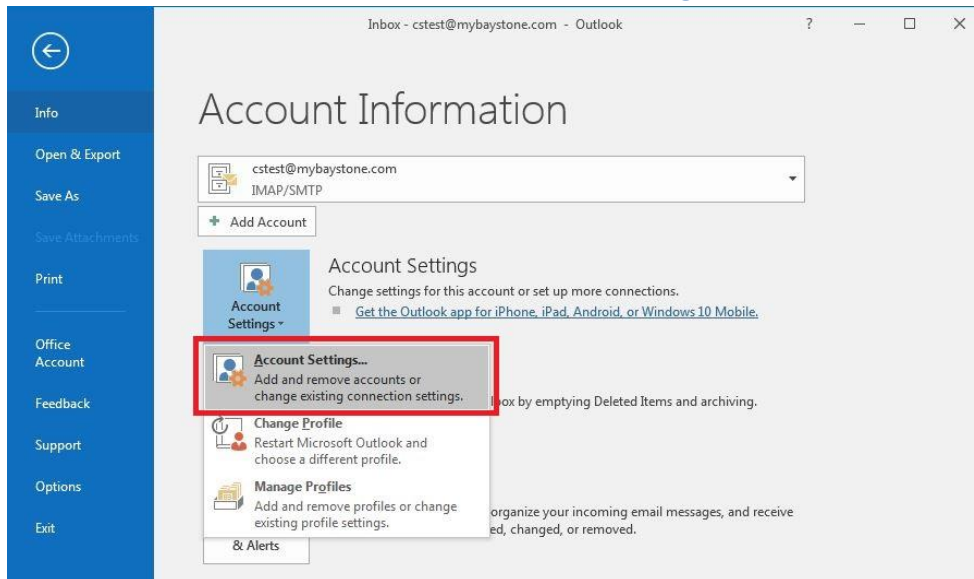 Inbox - cstest@mybaystone.com - Outlook
?
Info
Open & Export
Save As
Save Attachments
Print
Office
Account
Feedback
Support
Options
Exit
Account Information
cstest@mybaystone.com
IMAP/SMTP
Add Account
Account
Settings
Account Settings
Change settings for this account or set up more connections.
Get the Outlook app for iPhone, iPad, Android, or Windows 10 Mobile.
Account Settings...
Add and remove accounts or
change existing connection settings.
by emptying Deleted Items and archiving.
Change Profile
Restart Microsoft Outlook and
choose a different profile.
Manage Profiles
Add and remove profiles or change
existing profile settings.
organize your incoming email messages, and receive
changed, or removed.
& Alerts